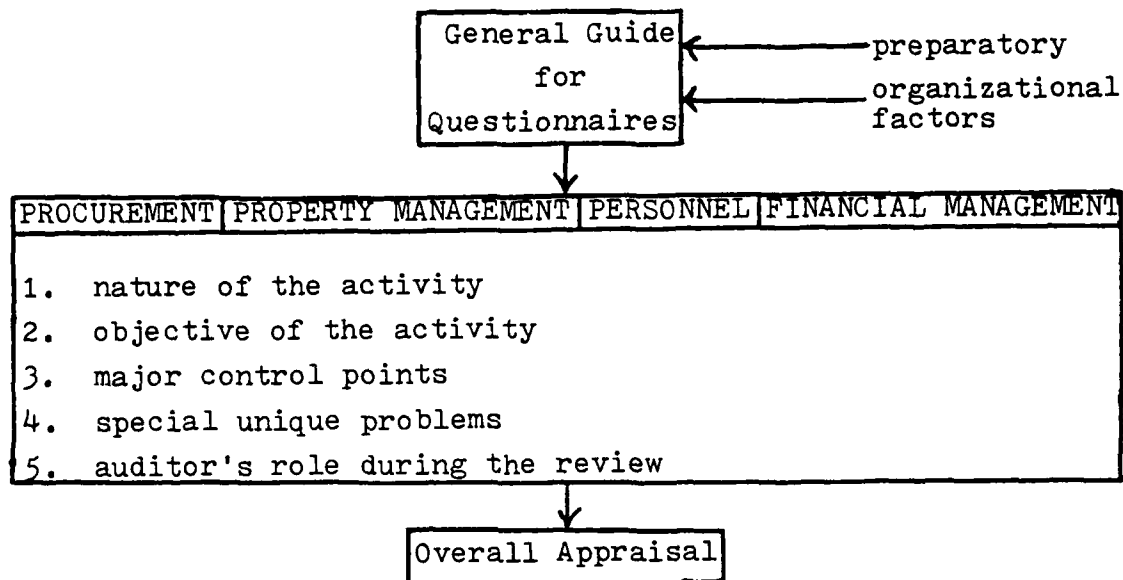 General Guide
for
Questionnaires
preparatory
organizational
factors
PROCUREMENT PROPERTY MANAGEMENT PERSONNEL FINANCIAL MANAGEMENT
1. nature of the activity
2. objective of the activity
3. major control points
4. special unique problems
5. auditor's role during the review
Overall Appraisal